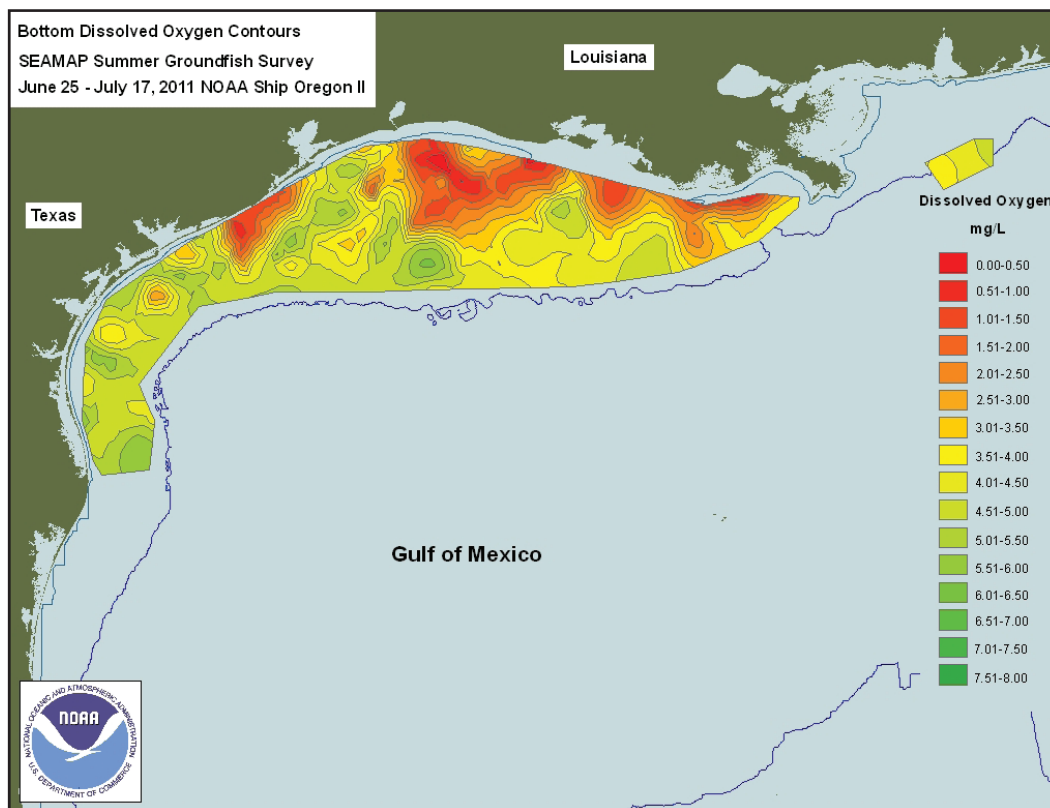 Bottom Dissolved Oxygen Contours
SEAMAP Summer Groundfish Survey
June 25 - July 17, 2011 NOAA Ship Oregon II
Louisiana
Texas
Dissolved Oxygen
mg/L
0.00-0.50
0.51-1.00
1.01-1.50
1.51-2.00
2.01-2.50
2.51-3.00
3.01-3.50
3.51-4.00
4.01-4.50
4.51-5.00
5.01-5.50
5.51-6.00
6.01-6.50
6.51-7.00
7.01-7.50
7.51-8.00
Gulf of Mexico
NATIONAL OCEANIC AND ATMOSPHERIC ADMINISTRATION
NOAA
U.S. DEPARTMENT OF COMMERCE